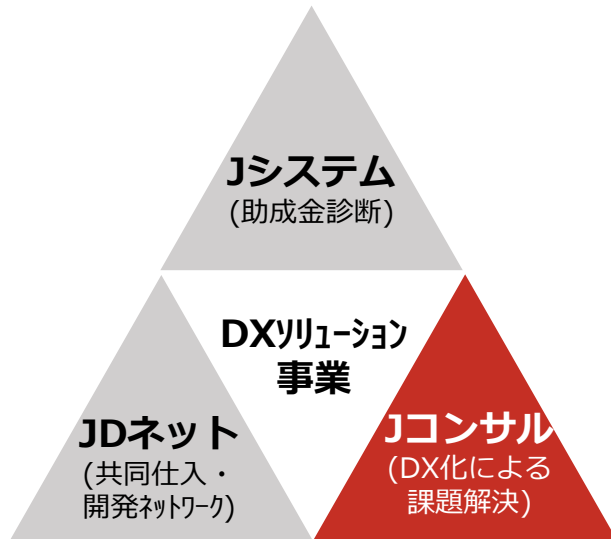 Jシステム
(助成金診断)
DXｿﾘｭｰｼｮﾝ
事業
JDネット
(共同仕入・
開発ﾈｯﾄﾜｰｸ)
Jコンサル
(DX化による
課題解決)